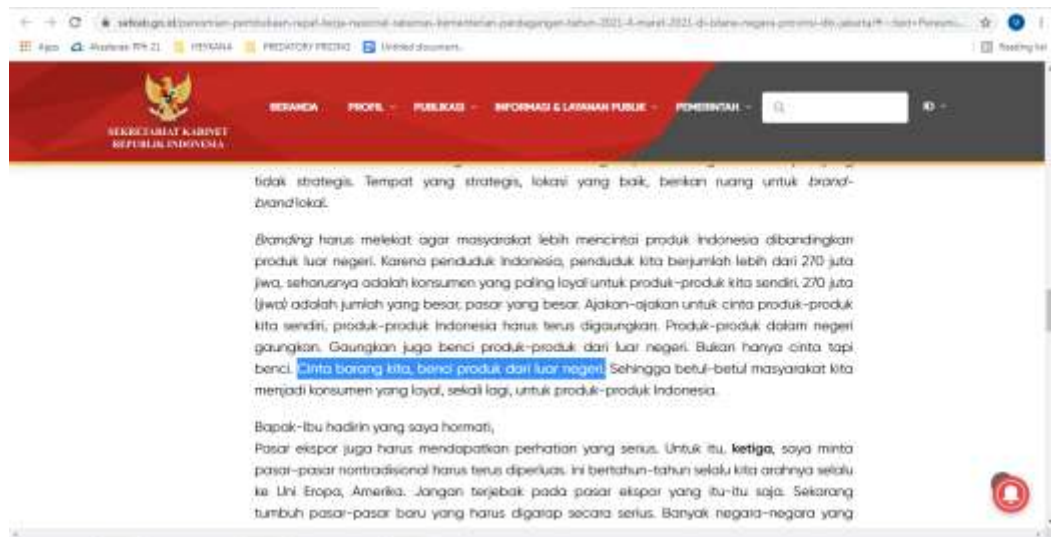 Apps
PREDATORY PRICING
Untitled document...
Reading list
SEKRETARIAT KABINET
REPUBLIK INDONESIA
BERANDA PROFIL PUBLIKASI INFORMASI & LAYANAN PUBLIK PEMERINTAH ID
tidak strategis. Tempat yang strategis, lokasi yang baik, berikan ruang untuk brand-
brand lokal.
Branding harus melekat agar masyarakat lebih mencintai produk Indonesia dibandingkan
produk luar negeri. Karena penduduk Indonesia, penduduk kita berjumlah lebih dari 270 juta
jiwa, seharusnya adalah konsumen yang paling loyal untuk produk-produk kita sendiri. 270 juta
(jiwa) adalah jumlah yang besar, pasar yang besar. Ajakan-ajakan untuk cinta produk-produk
kita sendiri, produk-produk Indonesia harus terus digaungkan. Produk-produk dalam negeri
gaungkan. Gaungkan juga benci produk-produk dari luar negeri. Bukan hanya cinta tapi
benci. Cinta barang kita, benci produk dari luar negeri. Sehingga betul-betul masyarakat kita
menjadi konsumen yang loyal, sekali lagi, untuk produk-produk Indonesia.
Bapak-Ibu hadirin yang saya hormati,
Pasar ekspor juga harus mendapatkan perhatian yang serius. Untuk itu, ketiga, saya minta
pasar-pasar nontradisional harus terus diperluas. Ini bertahun-tahun selalu kita arahnya selalu
ke Uni Eropa, Amerika. Jangan terjebak pada pasar ekspor yang itu-itu saja. Sekarang
tumbuh pasar-pasar baru yang harus digarap secara serius. Banyak negara-negara yang